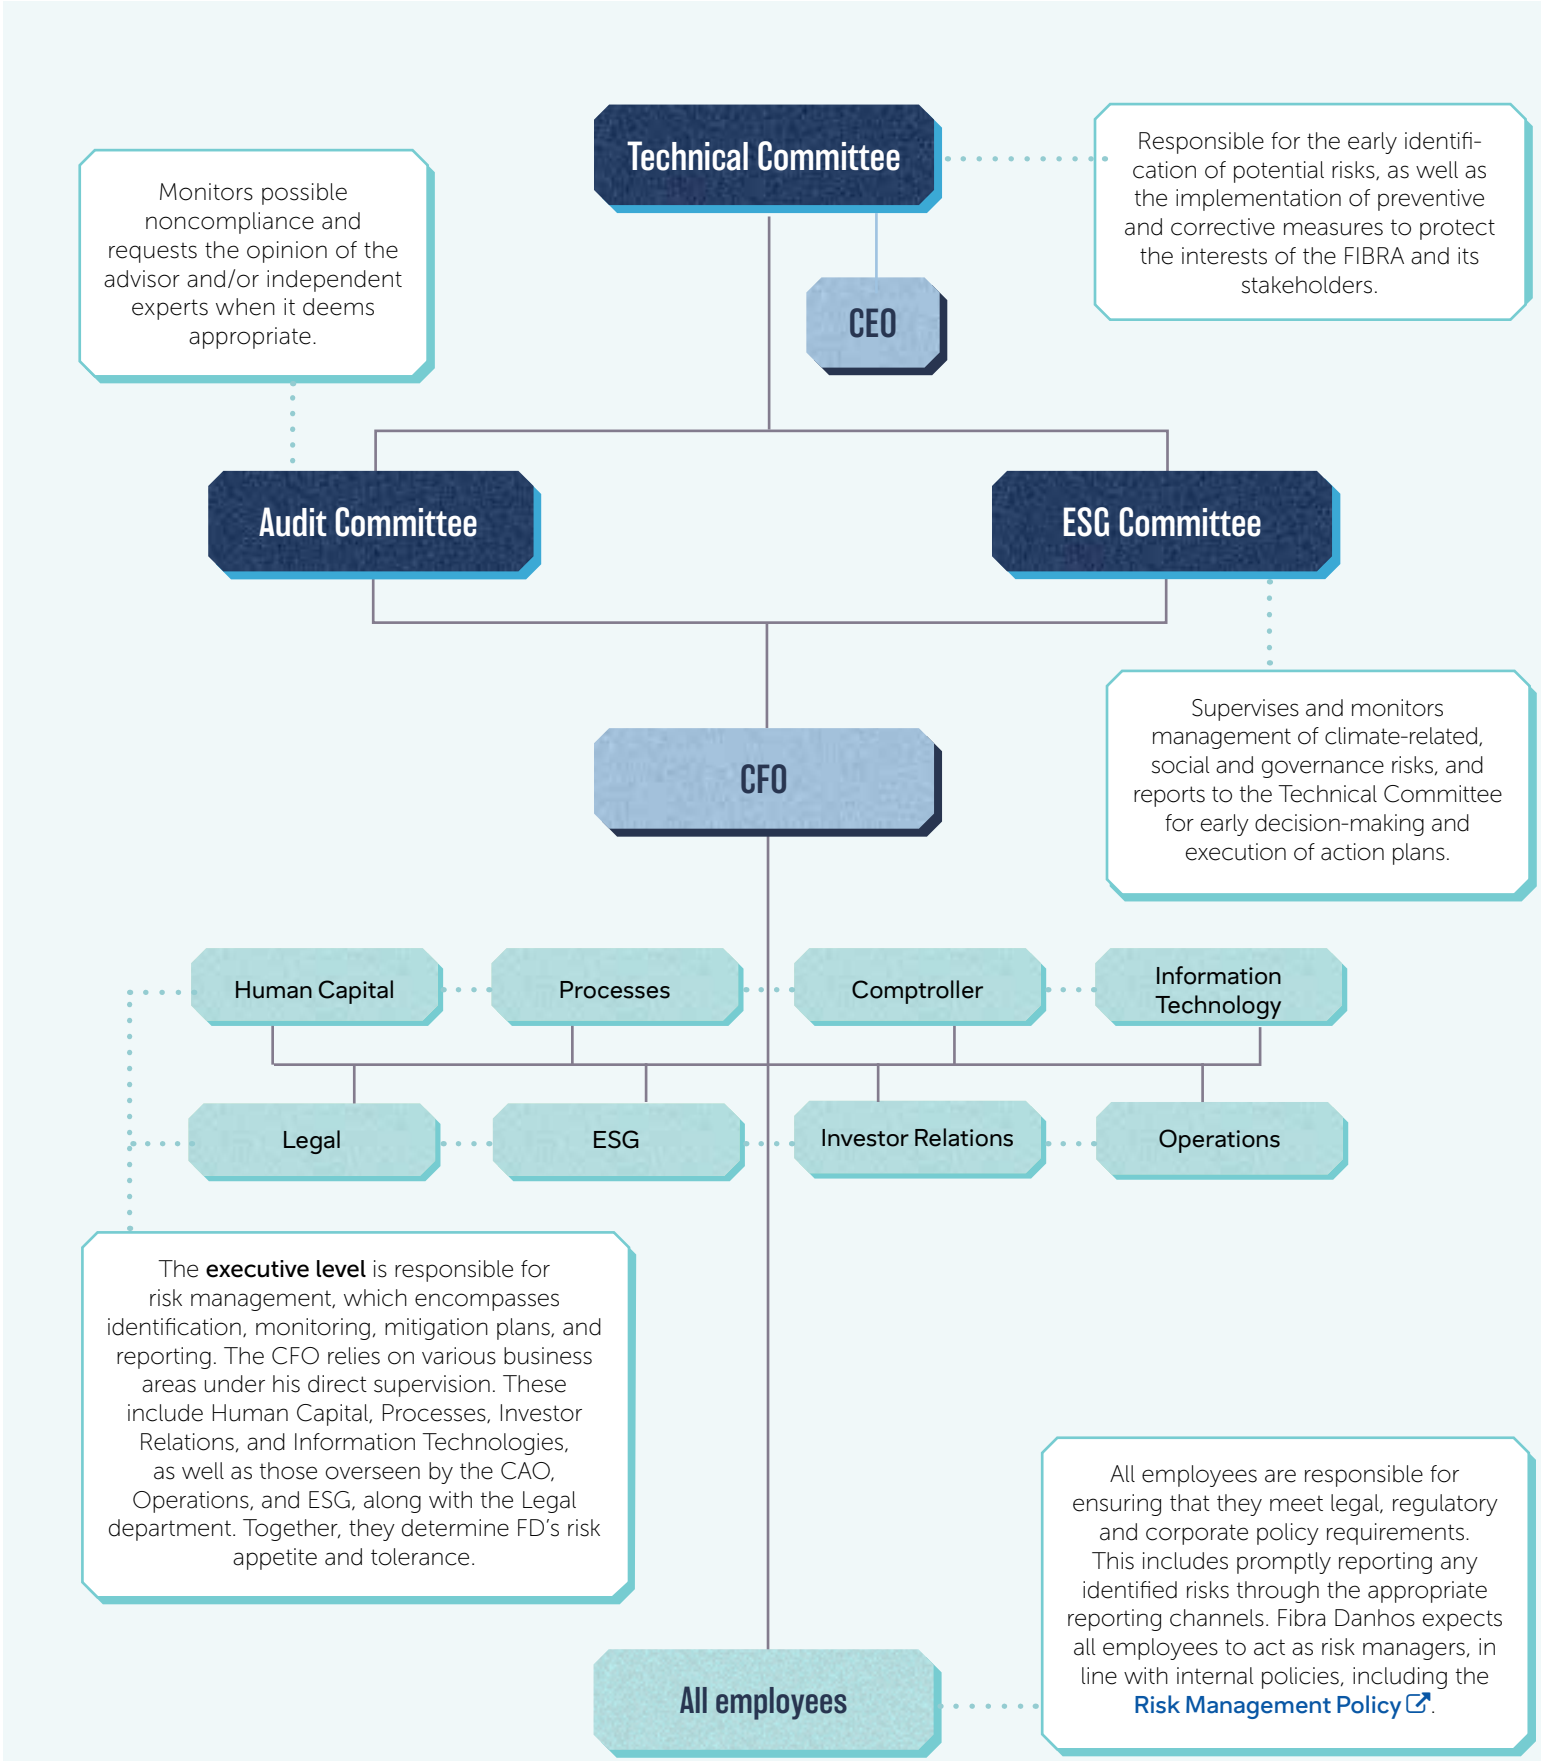 Technical Committee
Responsible for the early identifi-
cation of potential risks, as well as
the implementation of preventive
and corrective measures to protect
the interests of the FIBRA and its
stakeholders.
Monitors possible
noncompliance and
requests the opinion of the
advisor and/or independent
experts when it deems
appropriate.
CEO
Audit Committee
ESG Committee
CFO
Supervises and monitors
management of climate-related,
social and governance risks, and
reports to the Technical Committee
for early decision-making and
execution of action plans.
Human Capital
Processes
Comptroller
Information
Technology
Legal
ESG
Investor Relations
Operations
The executive level is responsible for
risk management, which encompasses
identification, monitoring, mitigation plans, and
reporting. The CFO relies on various business
areas under his direct supervision. These
include Human Capital, Processes, Investor
Relations, and Information Technologies,
as well as those overseen by the CAO,
Operations, and ESG, along with the Legal
department. Together, they determine FD’s risk
appetite and tolerance.
All employees are responsible for
ensuring that they meet legal, regulatory
and corporate policy requirements.
This includes promptly reporting any
identified risks through the appropriate
reporting channels. Fibra Danhos expects
all employees to act as risk managers, in
line with internal policies, including the
Risk Management Policy.
All employees